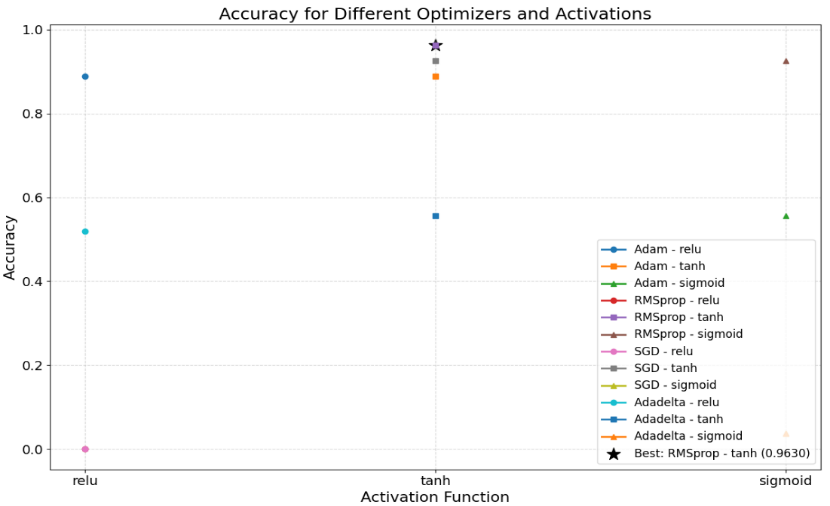 Accuracy for Different Optimizers and Activations
1.0
0.8
0.6
0.4
0.2
0.0
Accuracy
Adam - relu
Adam - tanh
Adam - sigmoid
RMSprop - relu
RMSprop - tanh
RMSprop - sigmoid
SGD - relu
SGD - tanh
SGD - sigmoid
Adadelta - relu
Adadelta - tanh
Adadelta - sigmoid
Best: RMSprop - tanh (0.9630)
relu tanh sigmoid
Activation Function